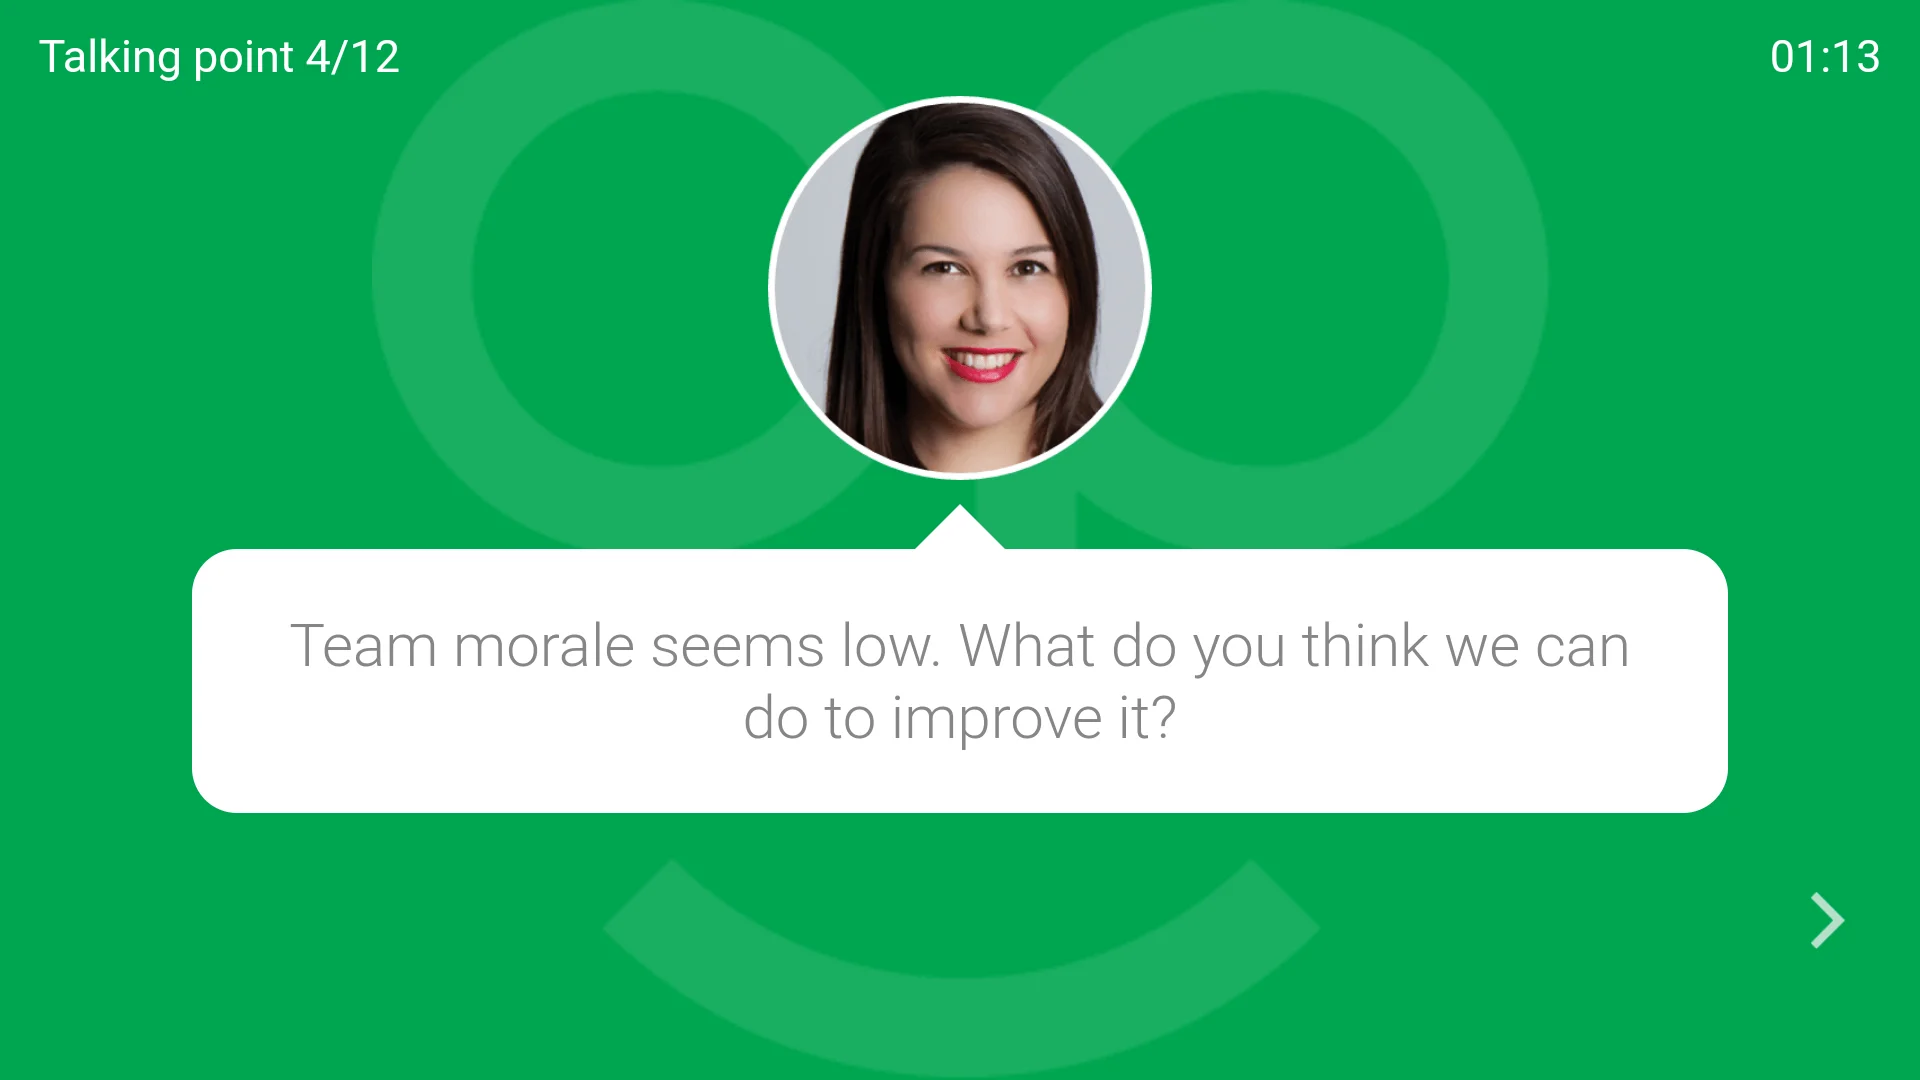 Talking point 4/12
01:13
Team morale seems low. What do you think we can
do to improve it?